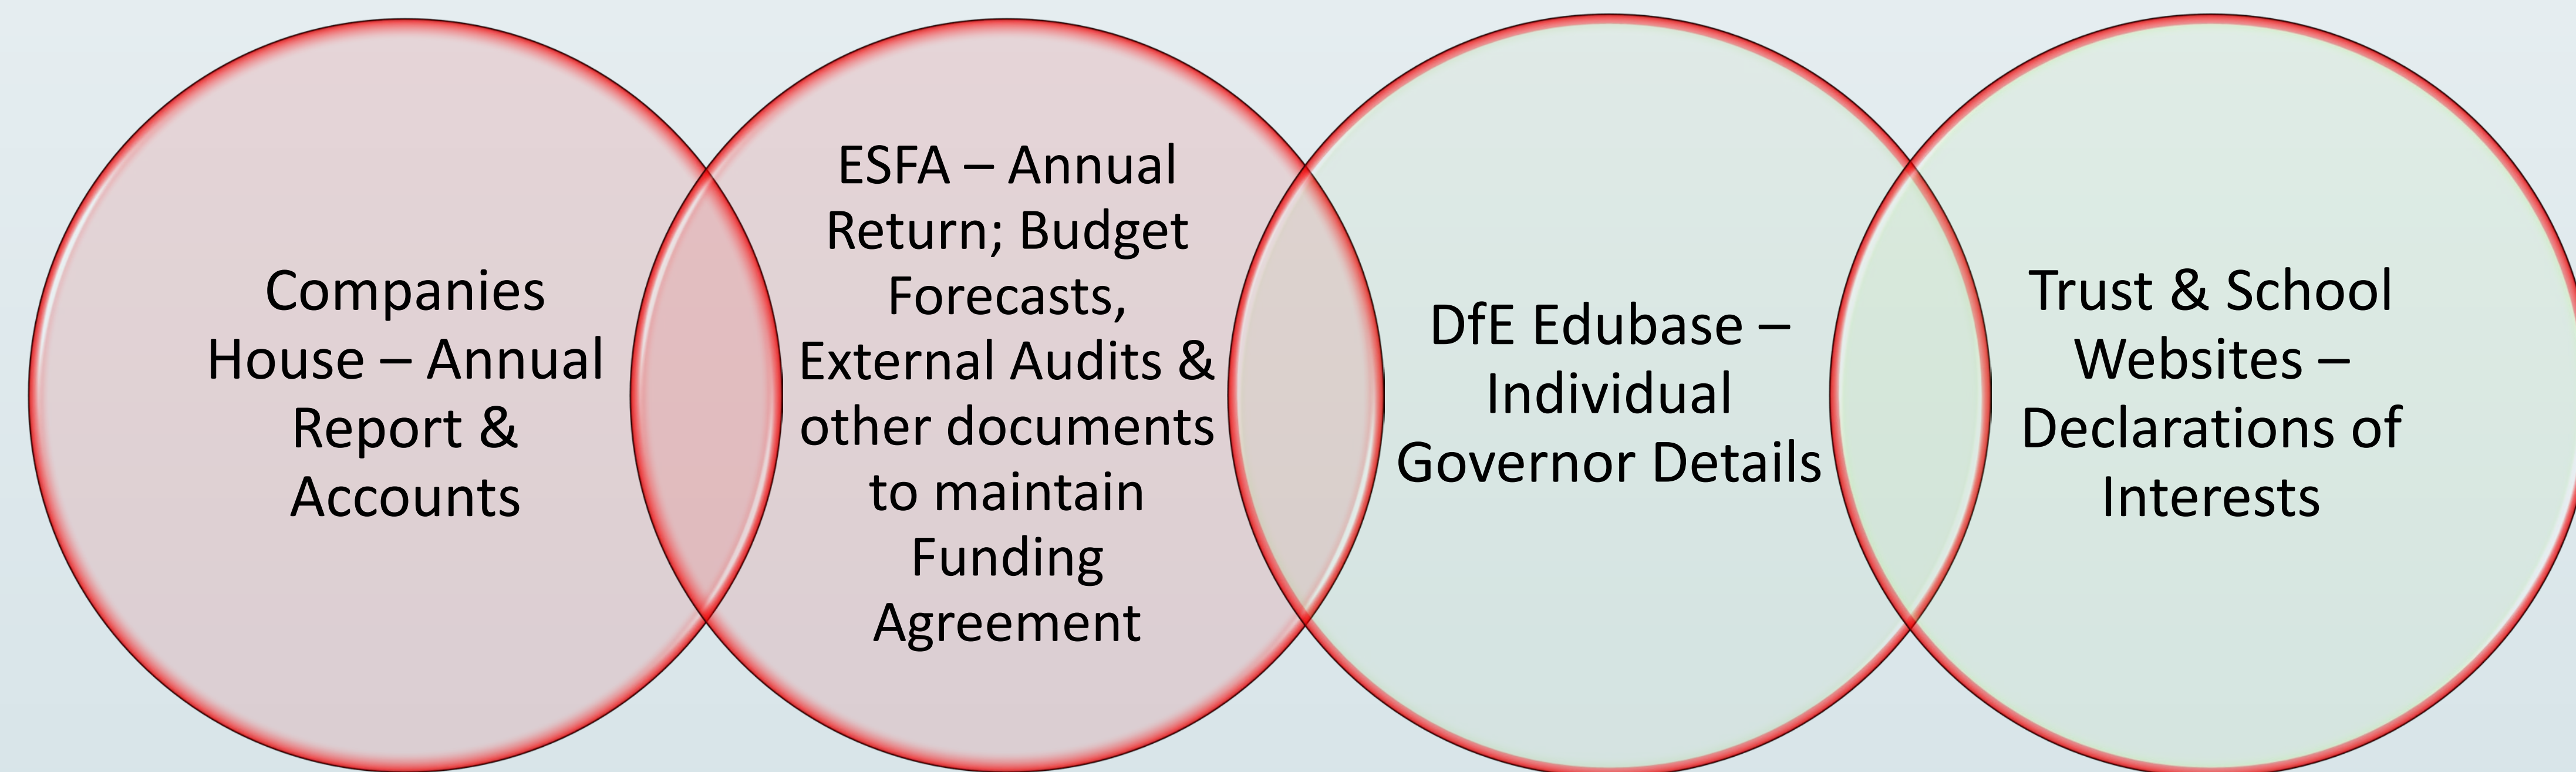 Companies
House – Annual
Report &
Accounts
ESFA – Annual
Return; Budget
Forecasts,
External Audits &
other documents
to maintain
Funding
Agreement
DfE Edubase –
Individual
Governor Details
Trust & School
Websites –
Declarations of
Interests